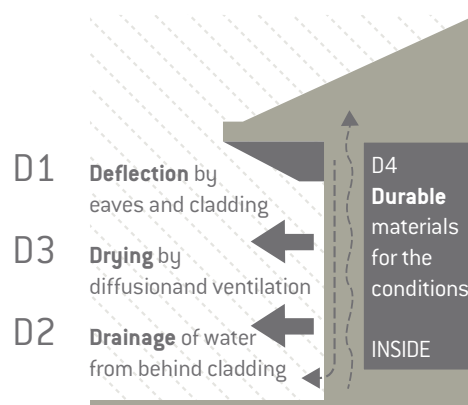 D1
Deflection by
eaves and cladding
D3
Drying by
diffusionand ventilation
D2
Drainage of water
from behind cladding
D4
Durable
materials
for the
conditions
INSIDE